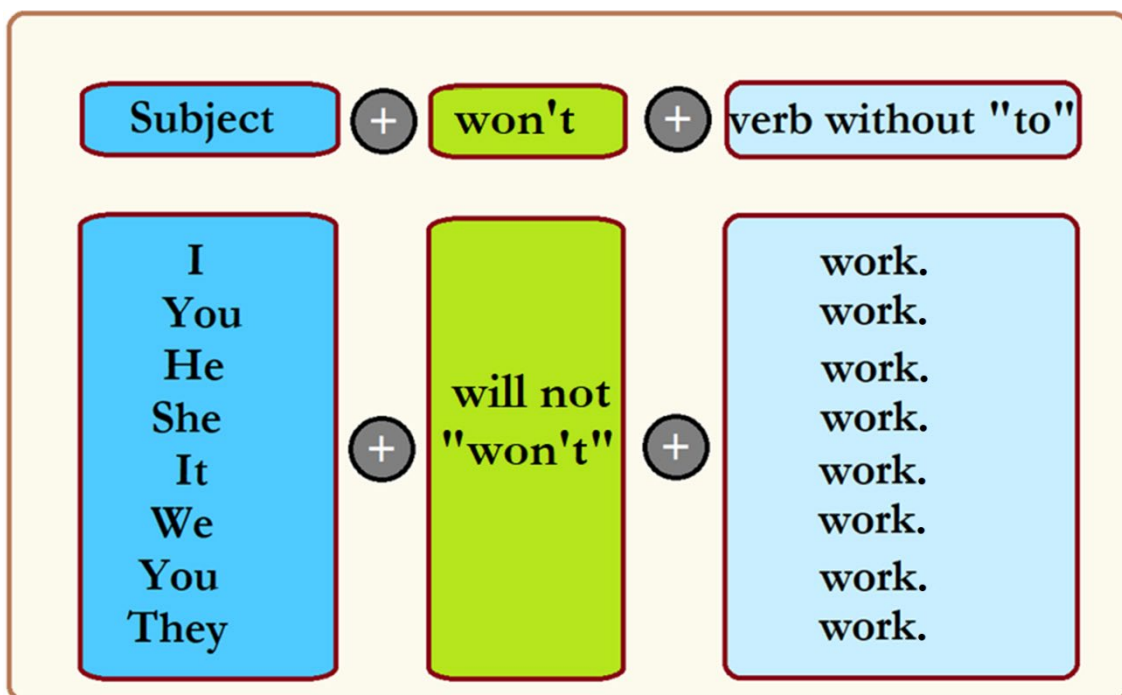 Subject + won't + verb without "to"
I
You
He
She
It
We
You
They
+
will not
"won't"
+
work.
work.
work.
work.
work.
work.
work.
work.